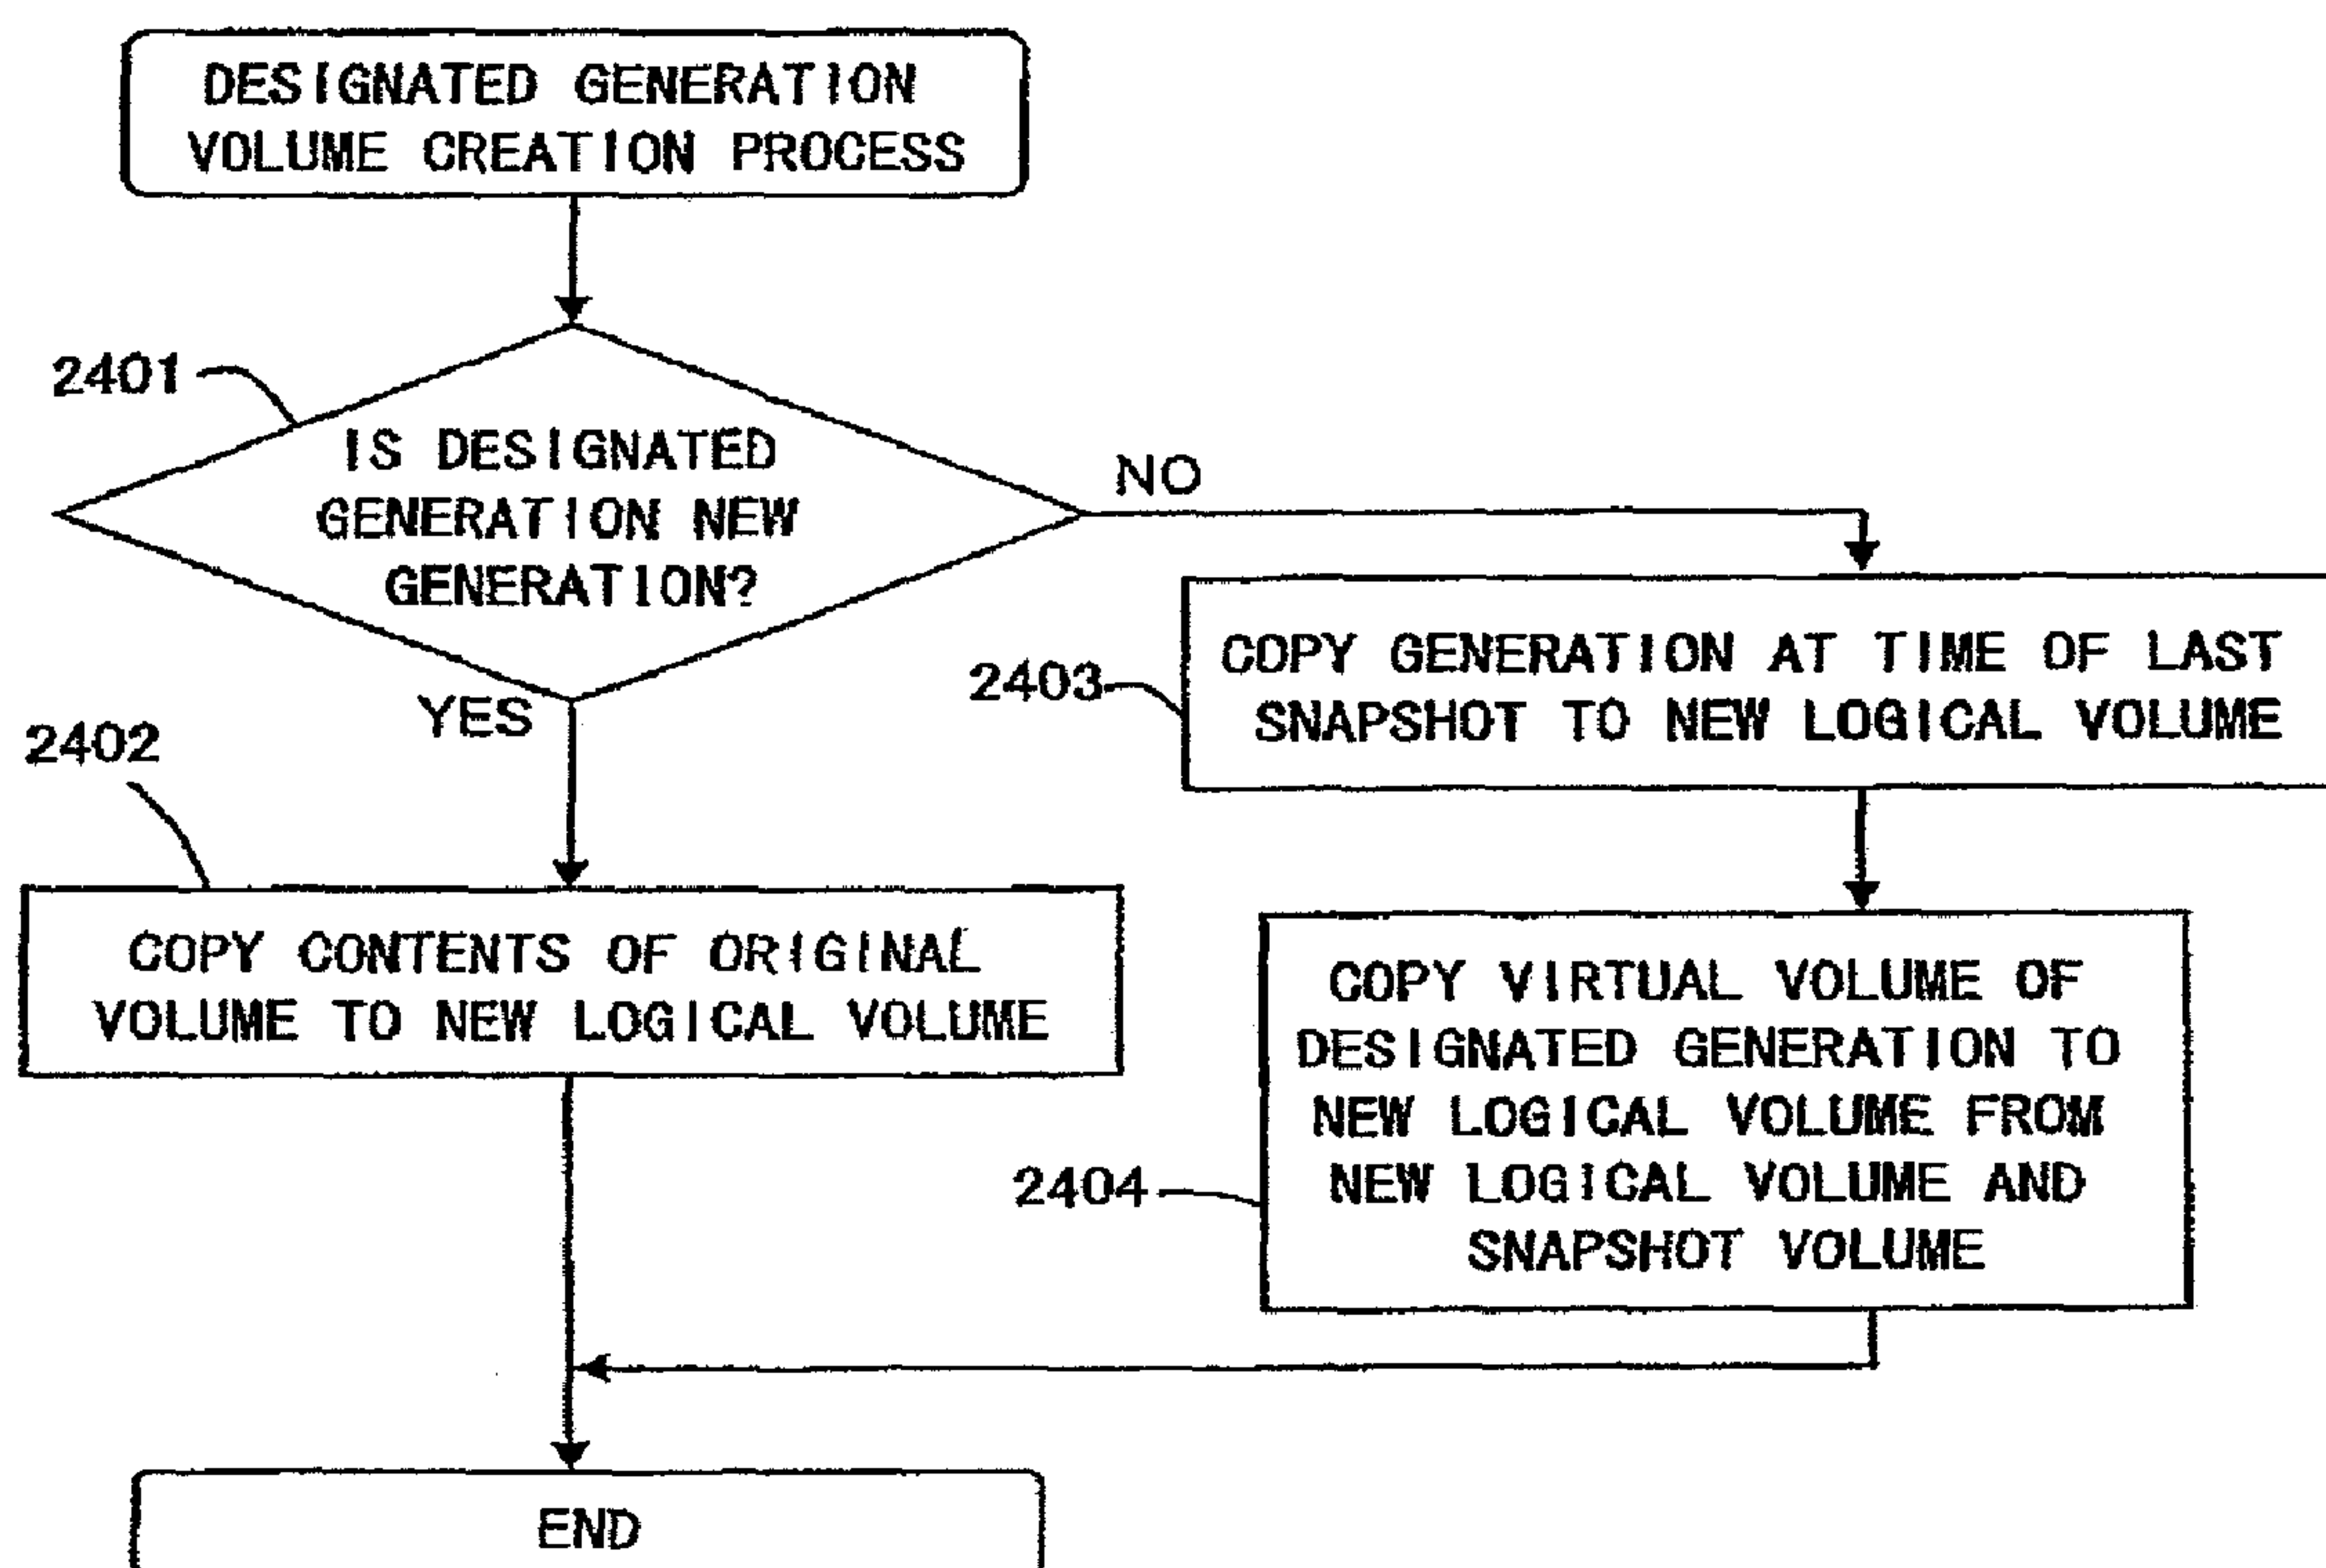 DESIGNATED GENERATION
VOLUME CREATION PROCESS
2401
IS DESIGNATED
GENERATION NEW
GENERATION?
NO
YES
2403
COPY GENERATION AT TIME OF LAST
SNAPSHOT TO NEW LOGICAL VOLUME
2402
COPY CONTENTS OF ORIGINAL
VOLUME TO NEW LOGICAL VOLUME
2404
COPY VIRTUAL VOLUME OF
DESIGNATED GENERATION TO
NEW LOGICAL VOLUME FROM
NEW LOGICAL VOLUME AND
SNAPSHOT VOLUME
END